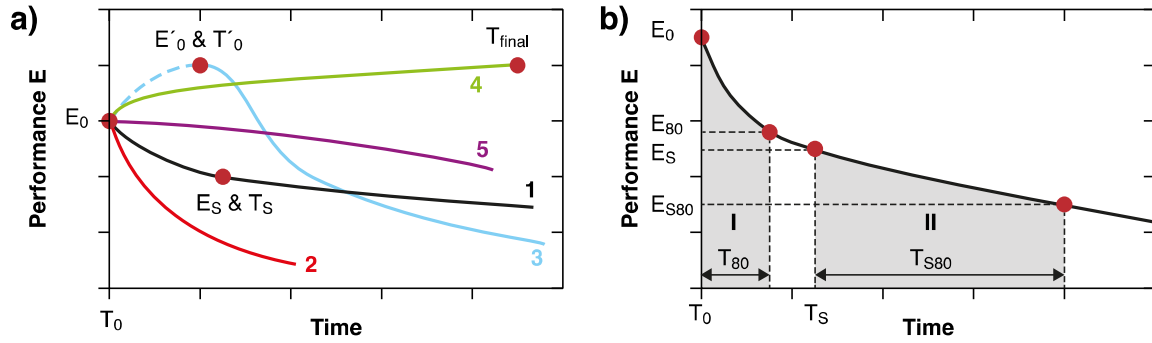 a)
E´0 & T´0
Tfinal
4
E0
5
1
ES & TS
2
3
Performance E
T0
Time
b)
E0
E80
ES
ES80
I
II
T80
TS80
Performance E
T0
TS
Time